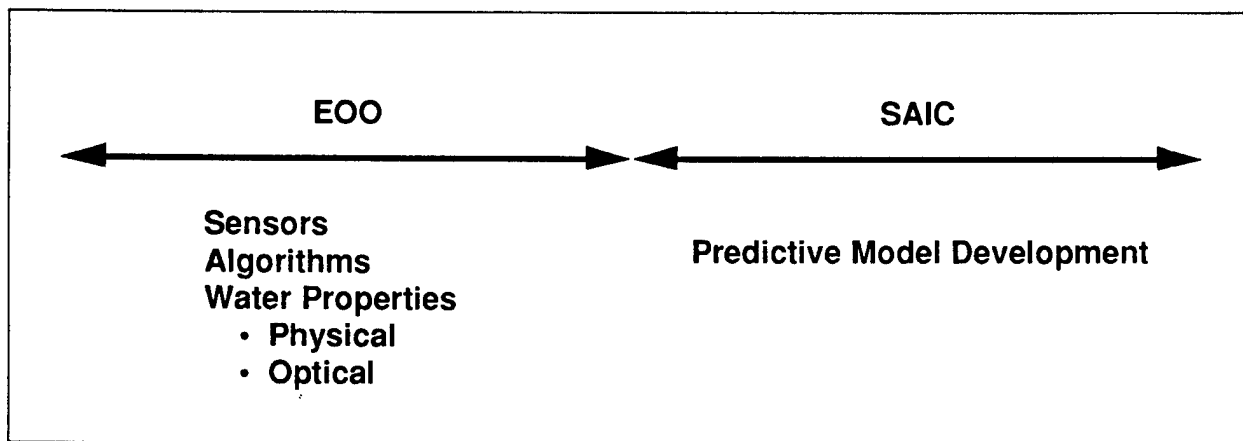 EOO
SAIC
Sensors
Algorithms
Water Properties
• Physical
• Optical
Predictive Model Development